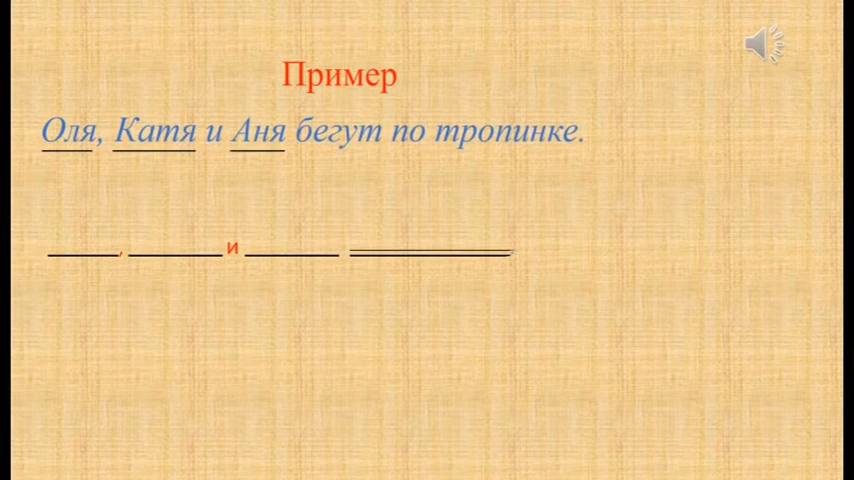 Пример
Оля, Катя и Аня бегут по тропинке.
, и